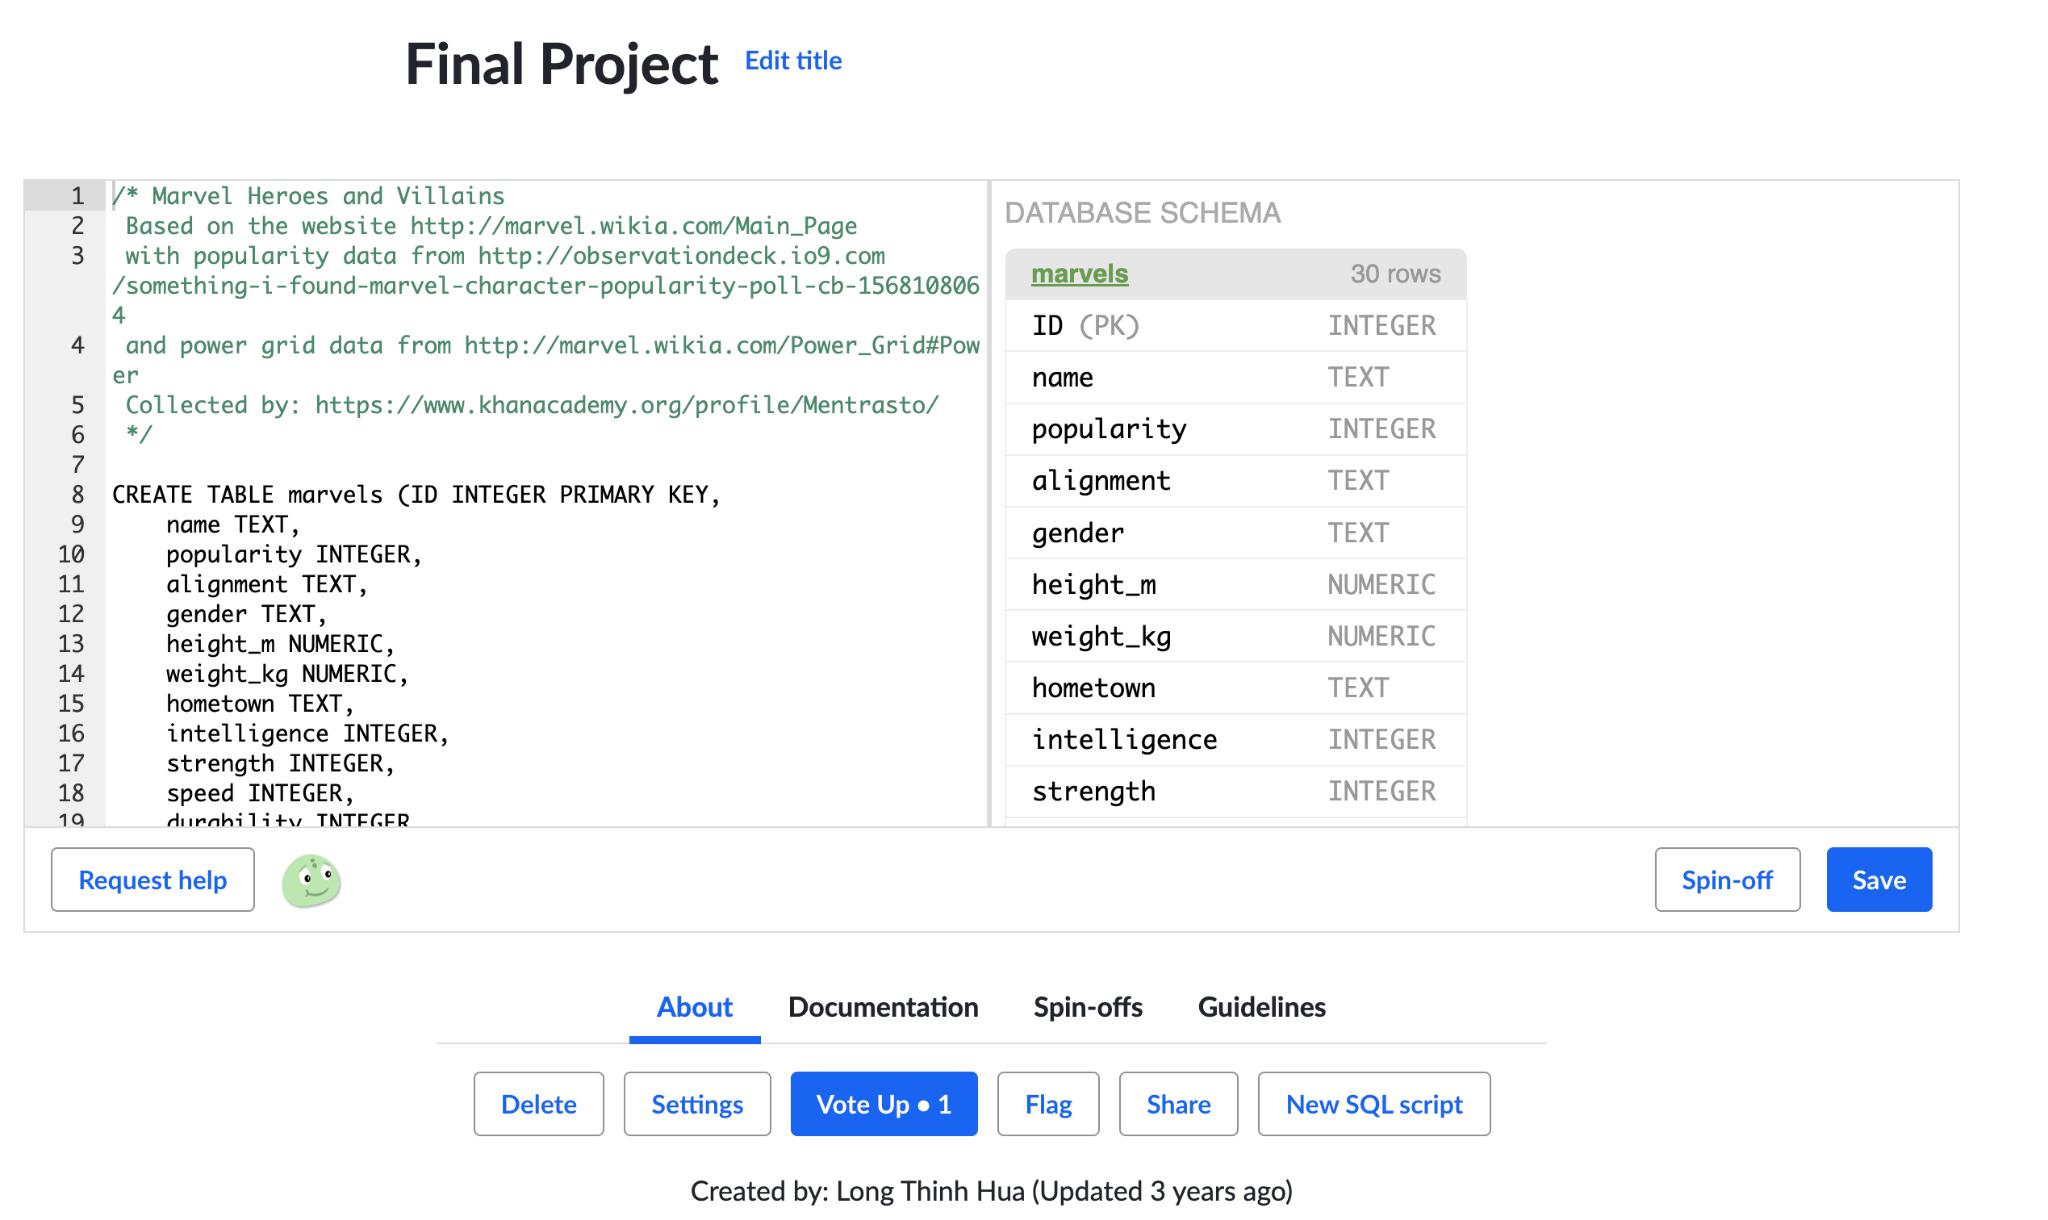 Final Project Edit title
1 /* Marvel Heroes and Villains
2 Based on the website http://marvel.wikia.com/Main_Page
3 with popularity data from http://observationdeck.io9.com
/something-i-found-marvel-character-popularity-poll-cb-156810806
4
4 and power grid data from http://marvel.wikia.com/Power_Grid#Pow
er
5 Collected by: https://www.khanacademy.org/profile/Mentrasto/
6 */
7
8 CREATE TABLE marvels (ID INTEGER PRIMARY KEY,
9 name TEXT,
10 popularity INTEGER,
11 alignment TEXT,
12 gender TEXT,
13 height_m NUMERIC,
14 weight_kg NUMERIC,
15 hometown TEXT,
16 intelligence INTEGER,
17 strength INTEGER,
18 speed INTEGER,
19 durability INTEGER
DATABASE SCHEMA
marvels 30 rows
ID (PK) INTEGER
name TEXT
popularity INTEGER
alignment TEXT
gender TEXT
height_m NUMERIC
weight_kg NUMERIC
hometown TEXT
intelligence INTEGER
strength INTEGER
Request help
Spin-off Save
About Documentation Spin-offs Guidelines
Delete Settings Vote Up • 1 Flag Share New SQL script
Created by: Long Thinh Hua (Updated 3 years ago)